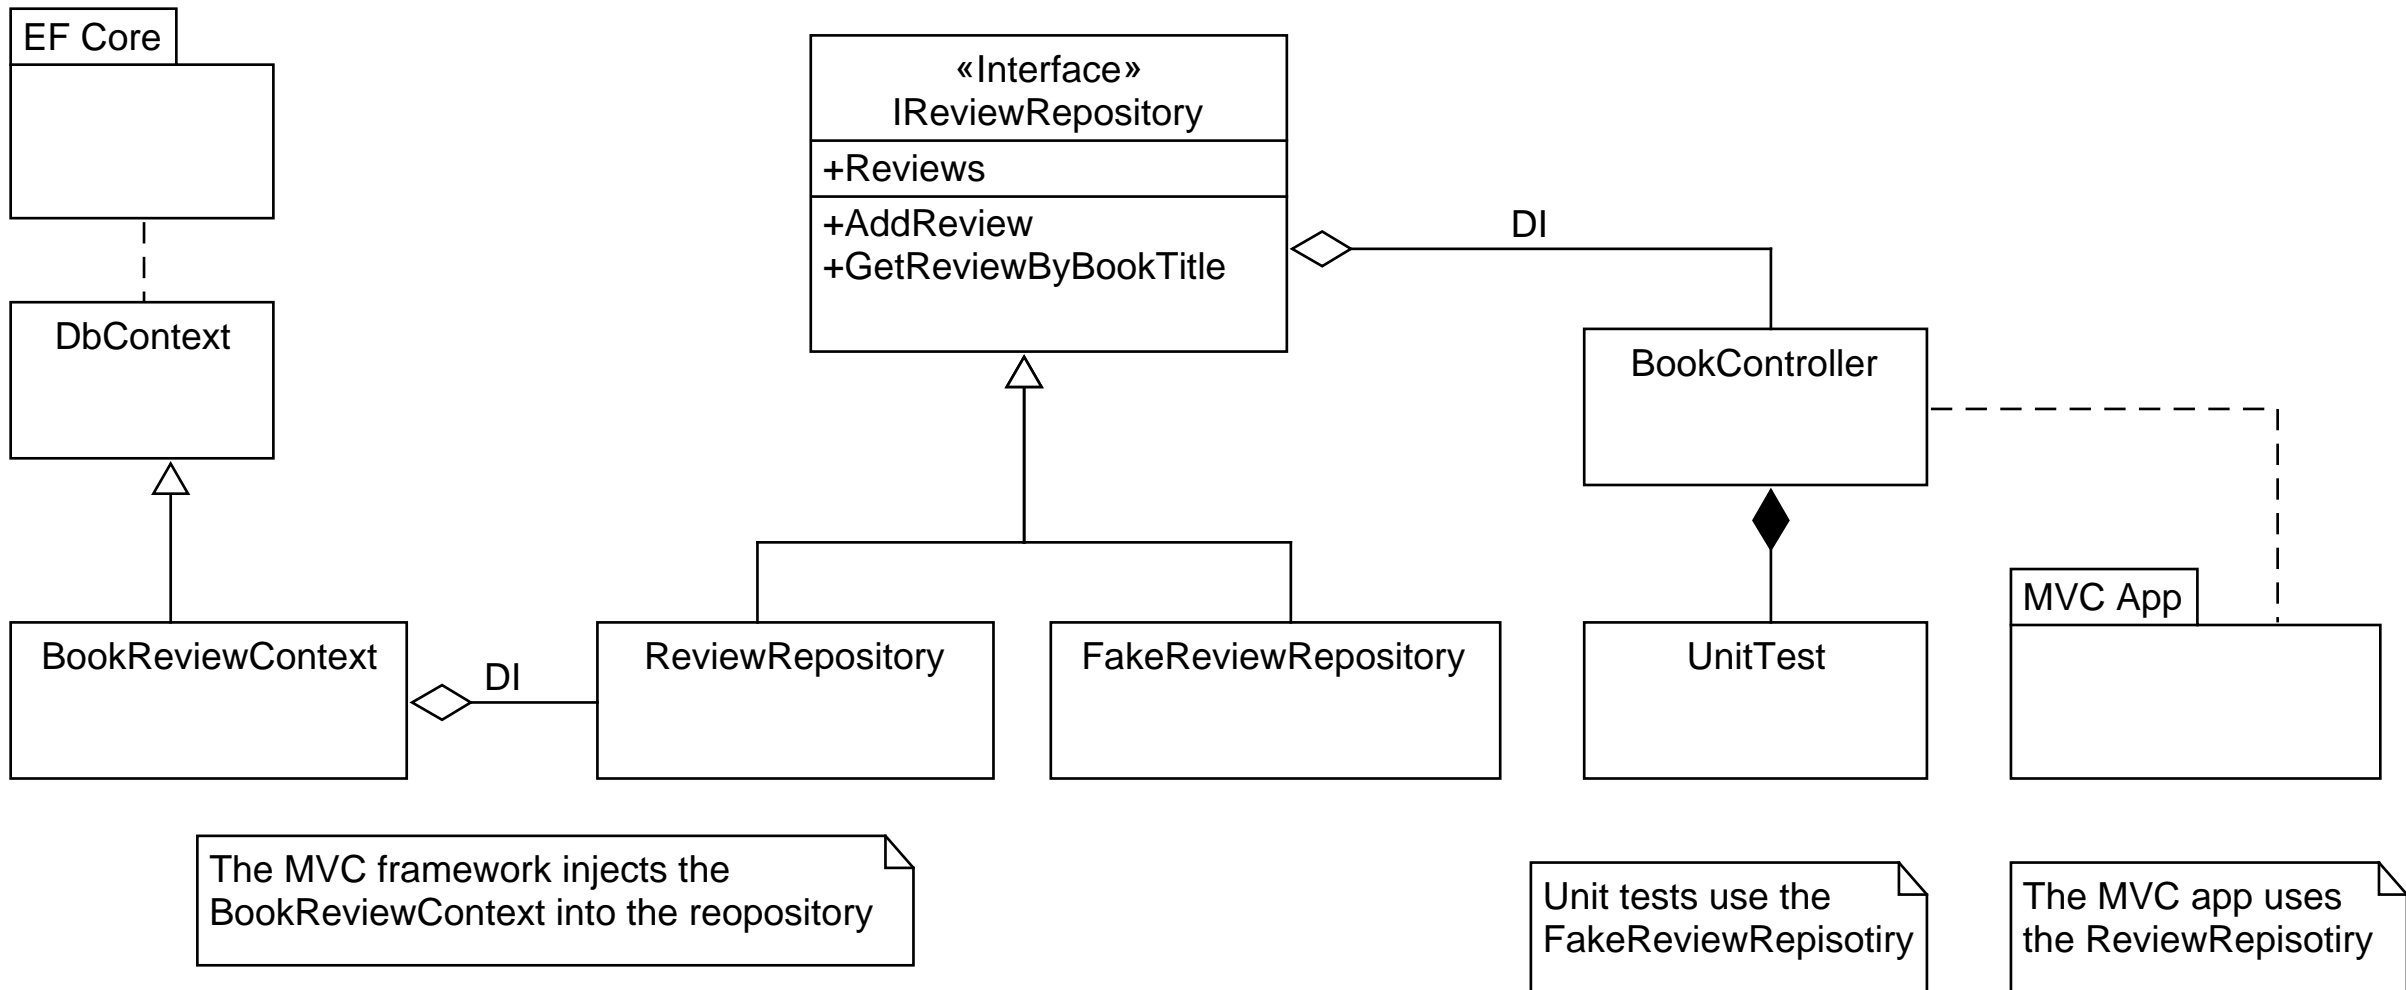 EF Core
«Interface»
IReviewRepository
+Reviews
+AddReview
+GetReviewByBookTitle
DI
DbContext
BookController
MVC App
BookReviewContext
DI
ReviewRepository
FakeReviewRepository
UnitTest
The MVC framework injects the
BookReviewContext into the reopository
Unit tests use the
FakeReviewRepisotiry
The MVC app uses
the ReviewRepisotiry